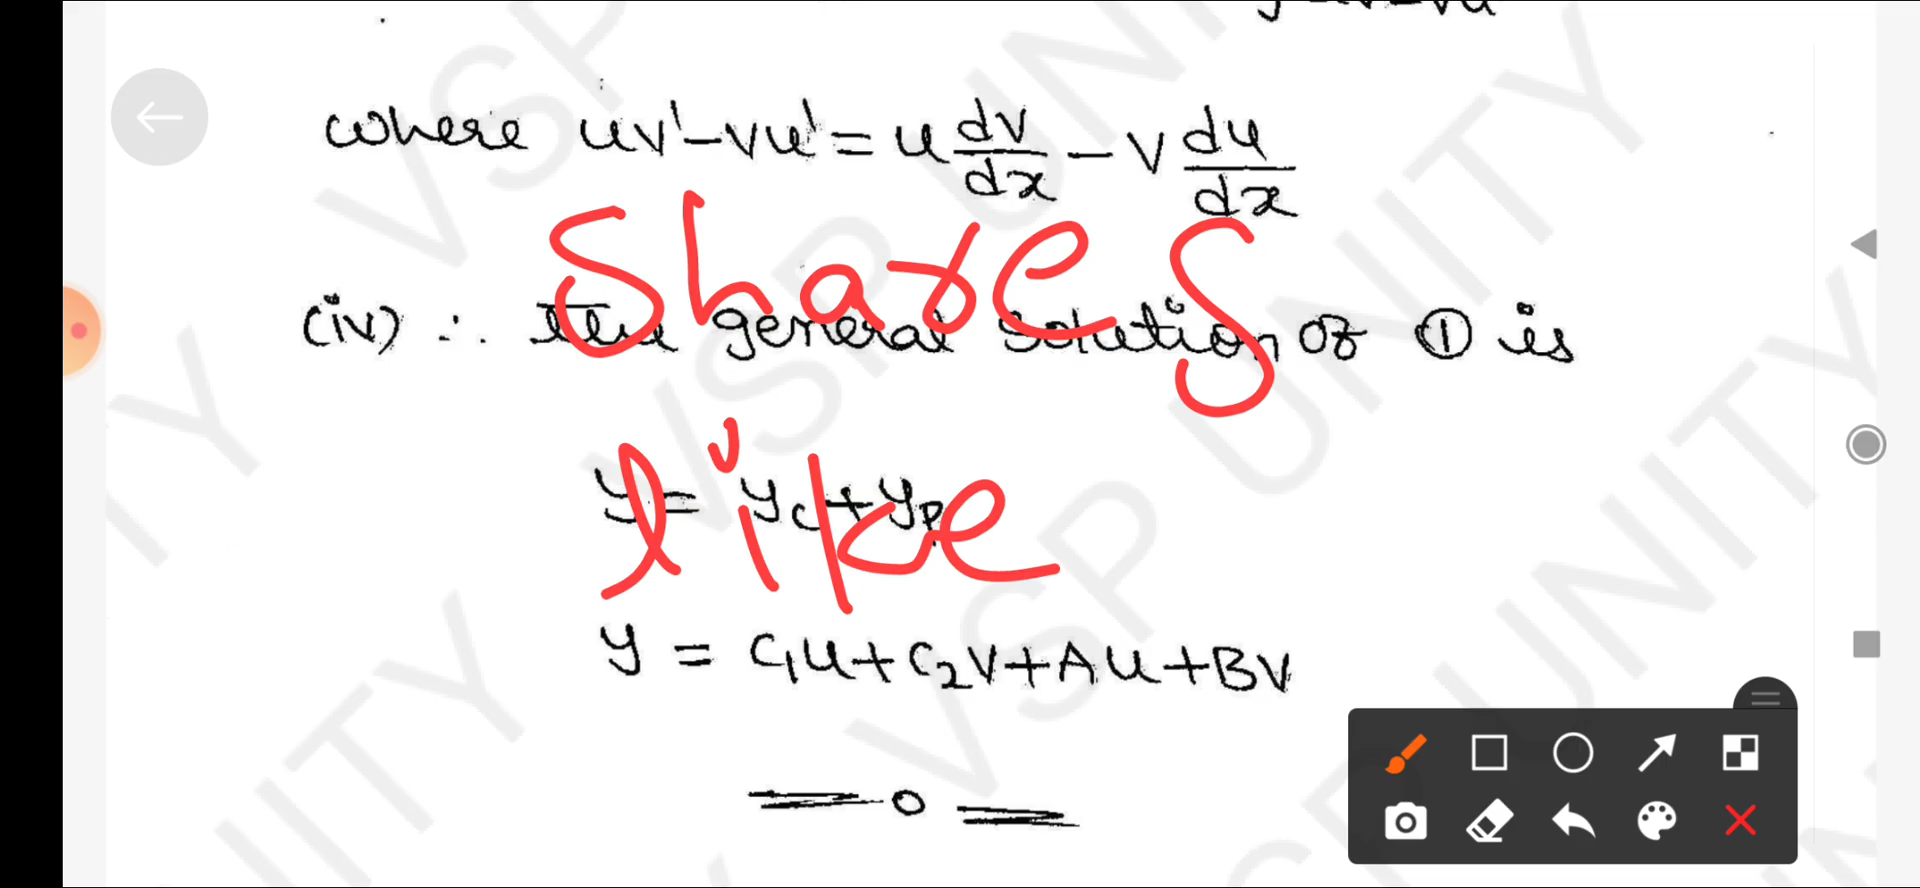 where uv'-vu' = u dv/dx - v du/dx
Share S
(iv) ∴ The general solution of ① is
like
y = yc + yp
y = C1u + C2v + Au + Bv
VSP UNITY